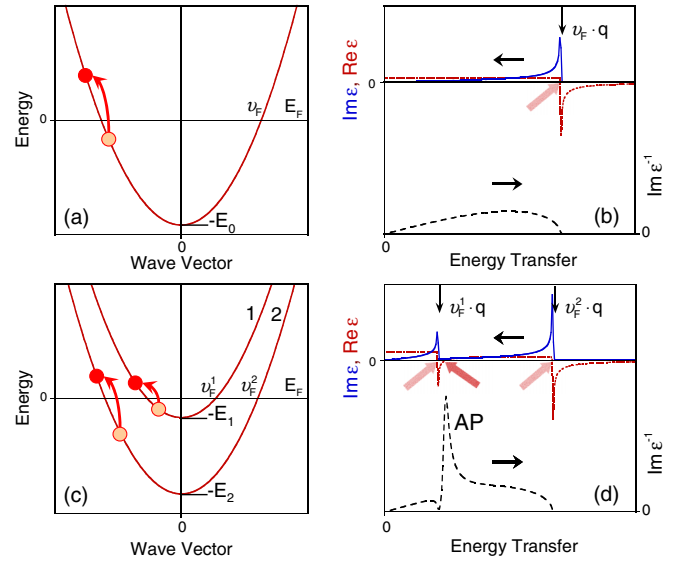 Energy
0
υF
EF
(a)
-E0
0
Wave Vector
Im ε, Re ε
0
υF · q
(b)
Im ε-1
0
0
Energy Transfer
Energy
0
1
2
υF1
υF2
EF
-E1
(c)
-E2
0
Wave Vector
Im ε, Re ε
0
υF1 · q
υF2 · q
AP
(d)
Im ε-1
0
0
Energy Transfer